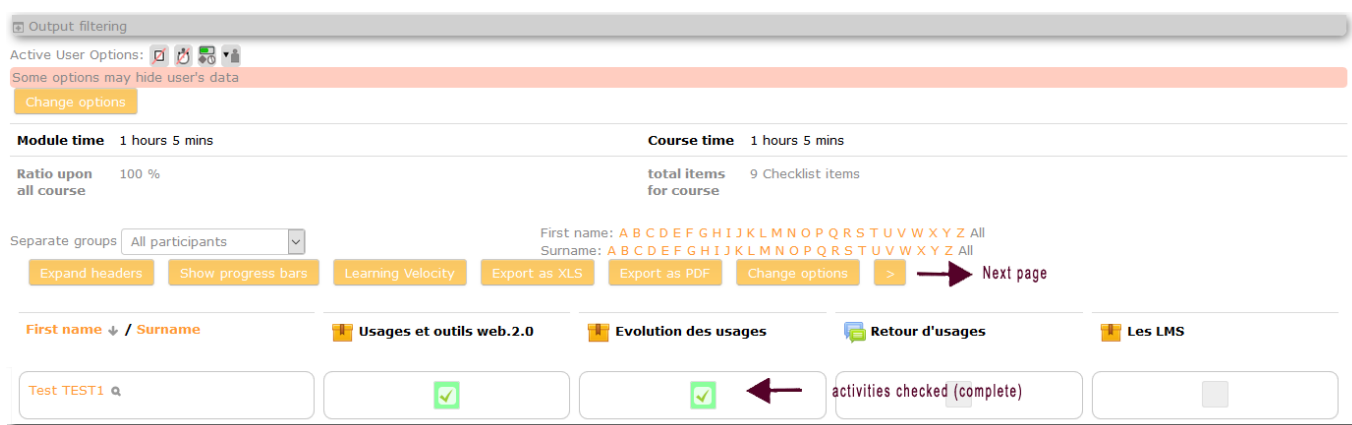 Output filtering
Active User Options:
Some options may hide user's data
Change options
Module time 1 hours 5 mins Course time 1 hours 5 mins
Ratio upon 100 % total items 9 Checklist items
all course for course
First name: A B C D E F G H I J K L M N O P Q R S T U V W X Y Z All
Separate groups All participants
Surname: A B C D E F G H I J K L M N O P Q R S T U V W X Y Z All
Expand headers Show progress bars Learning Velocity Export as XLS Export as PDF Change options > Next page
First name / Surname Usages et outils web.2.0 Evolution des usages Retour d'usages Les LMS
Test TEST1 activities checked (complete)